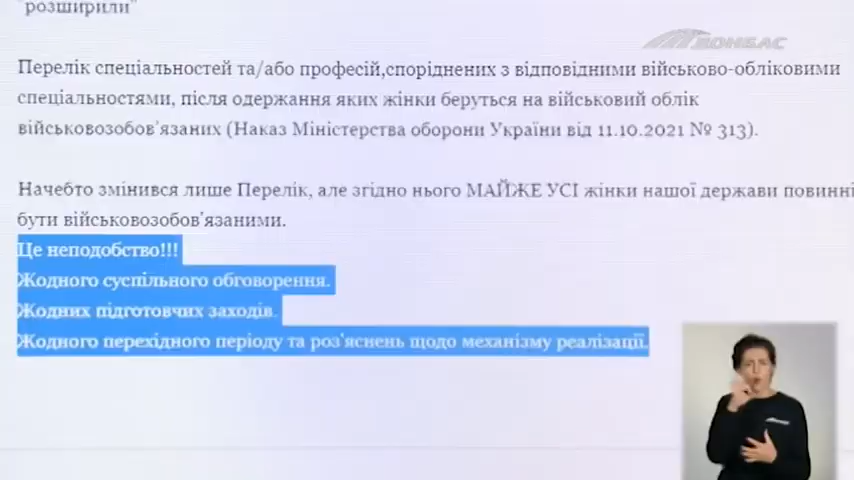 "розширили"
ДОНБАС
Перелік спеціальностей та/або професій,споріднених з відповідними військово-обліковими
спеціальностями, після одержання яких жінки беруться на військовий облік
військовозобов'язаних (Наказ Міністерства оборони України від 11.10.2021 № 313).
Начебто змінився лише Перелік, але згідно нього МАЙЖЕ УСІ жінки нашої держави повинні
бути військовозобов'язаними.
Це неподобство!!!
Жодного суспільного обговорення.
Жодних підготовчих заходів.
Жодного перехідного періоду та роз'яснень щодо механізму реалізації.